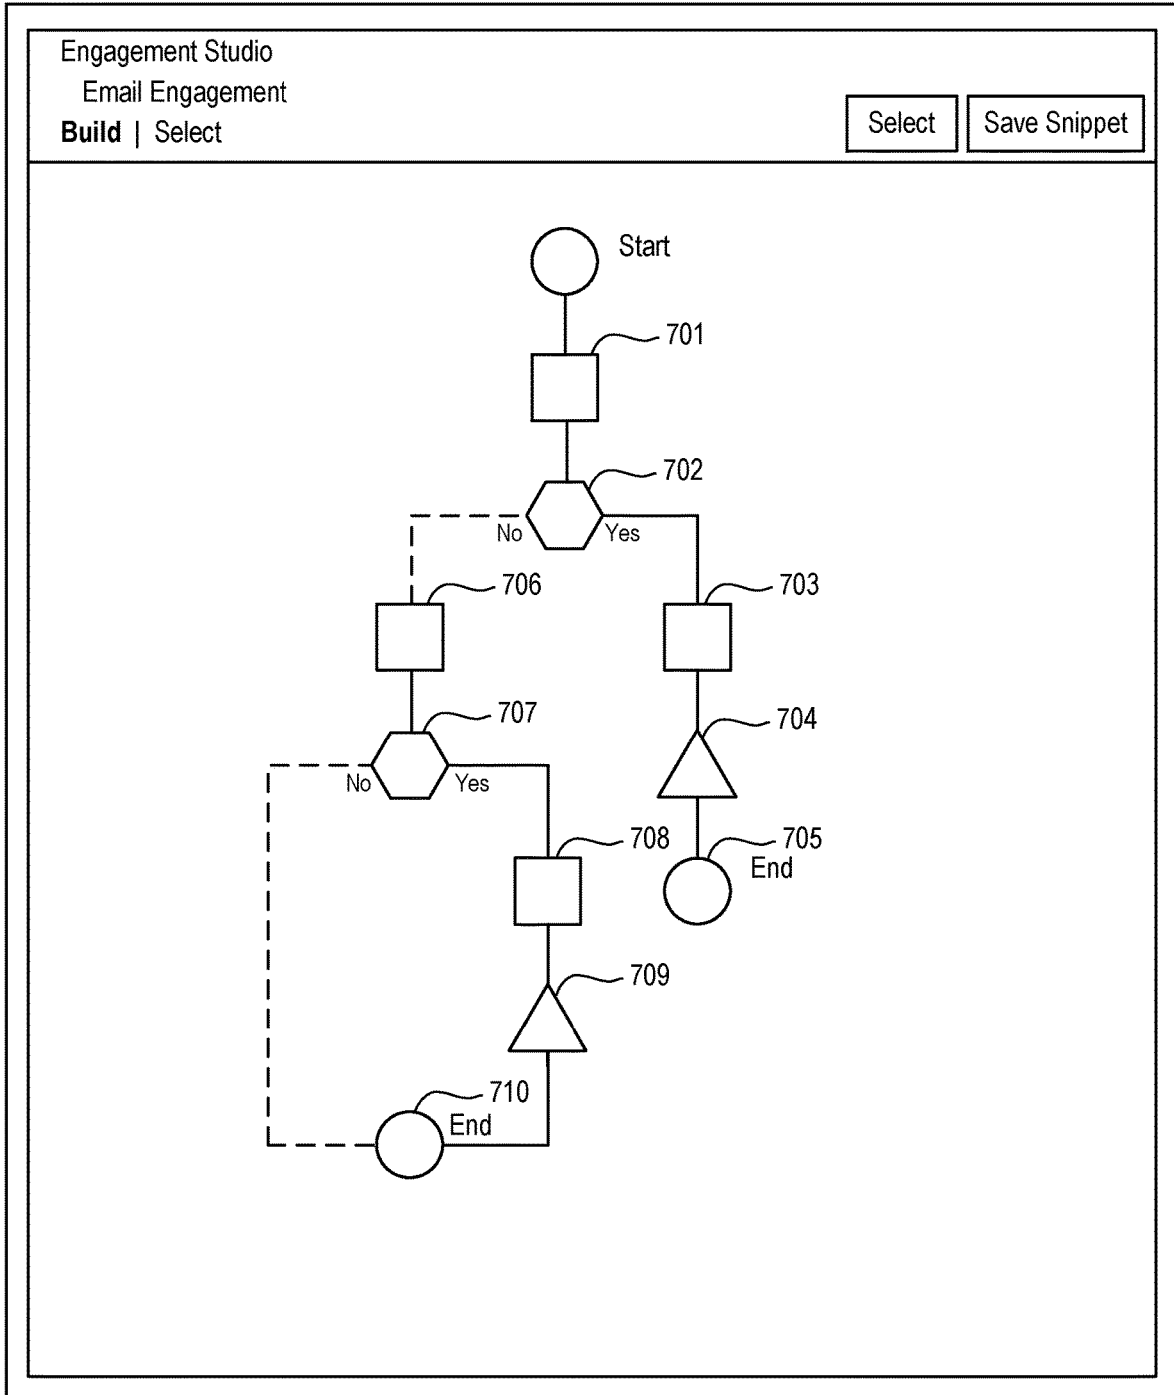 Engagement Studio
Email Engagement
Build | Select
Select
Save Snippet
Start
701
702
No
Yes
706
703
707
704
No
Yes
708
705
End
709
710
End